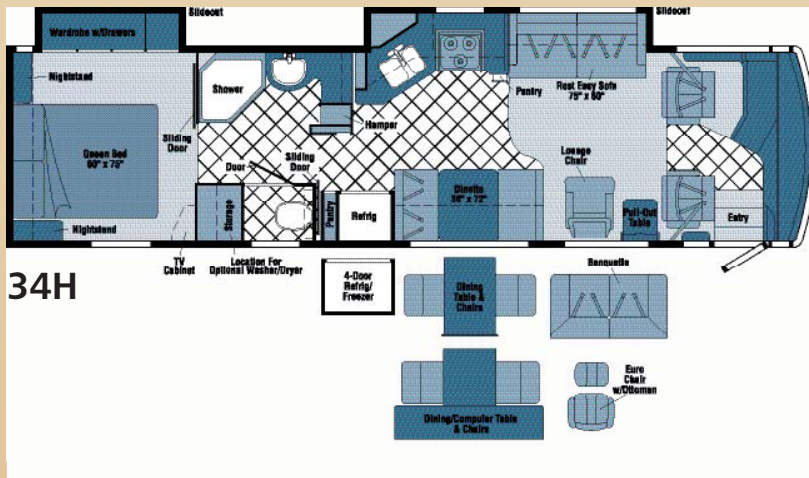 Slideout
Slideout
Wardrobe w/Drawers
Nightstand
Shower
Pantry
Rest Easy Sofa
75" x 60"
Sliding
Door
Hamper
Queen Bed
60" x 75"
Sliding
Door
Door
Lounge
Chair
Dinette
38" x 72"
Storage
Pantry
Refrig
Pull-Out
Table
Entry
Nightstand
TV
Cabinet
Location For
Optional Washer/Dryer
34H
4-Door
Refrig/
Freezer
Dining
Table &
Chairs
Banquette
Euro
Chair
w/Ottoman
Dining/Computer Table
& Chairs